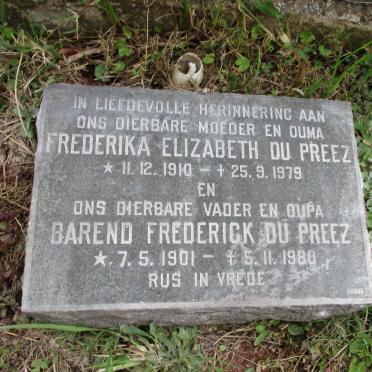 IN LIEFDEVOLLE HERINNERING AAN
ONS DIERBARE MOEDER EN OUMA
FREDERIKA ELIZABETH DU PREEZ
★ 11.12.1910 – ✝ 25.9.1979
EN
ONS DIERBARE VADER EN OUPA
BAREND FREDERICK DU PREEZ
★ 7.5.1901 – ✝ 5.11.1980
RUS IN VREDE